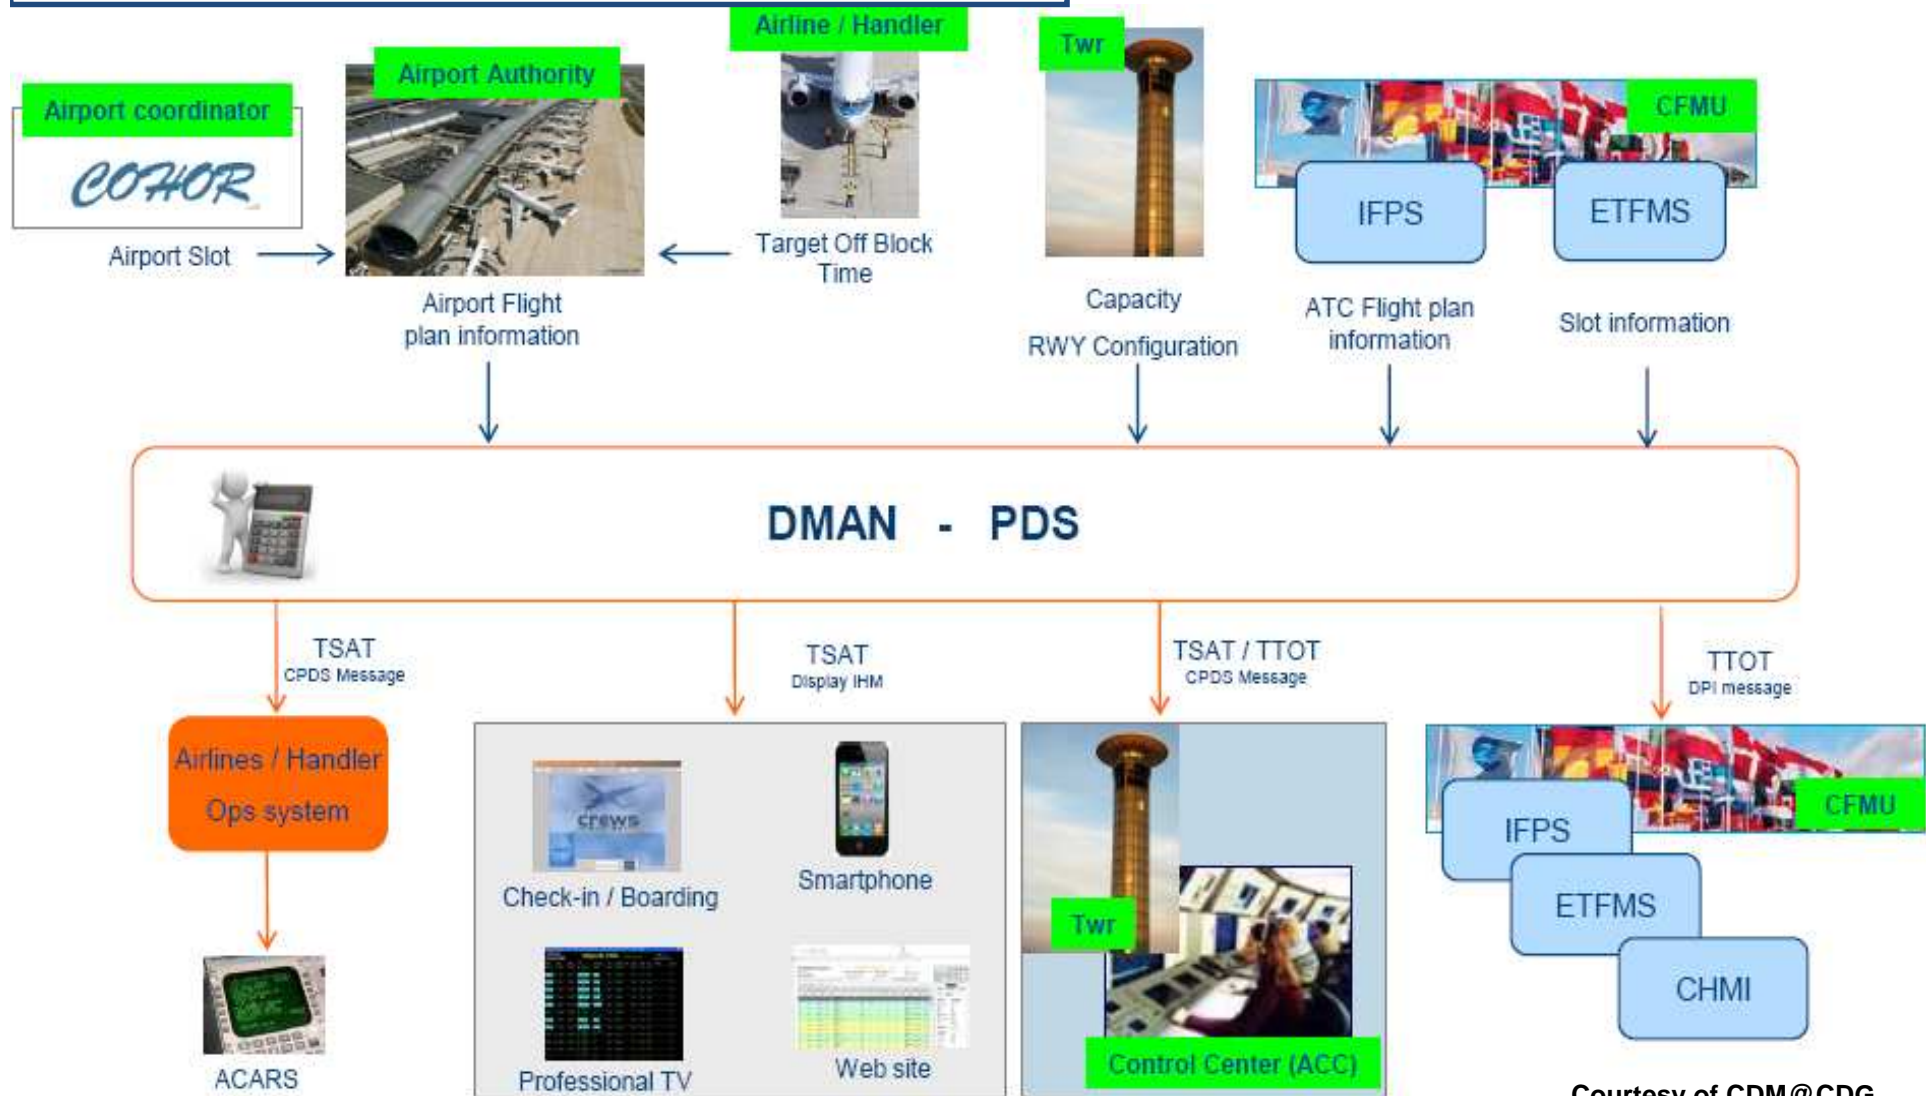 Airline / Handler
Twr
Airport Authority
CFMU
Airport coordinator
COHOR
IFPS
ETFMS
Airport Slot
Target Off Block
Time
Airport Flight
plan information
Capacity
RWY Configuration
ATC Flight plan
information
Slot information
DMAN - PDS
TSAT
CPDS Message
TSAT
Display IHM
TSAT / TTOT
CPDS Message
TTOT
DPI message
Airlines / Handler
Ops system
crews
Check-in / Boarding
Smartphone
Twr
CFMU
IFPS
ETFMS
CHMI
ACARS
Professional TV
Web site
Control Center (ACC)
Courtesy of CDM@CDG